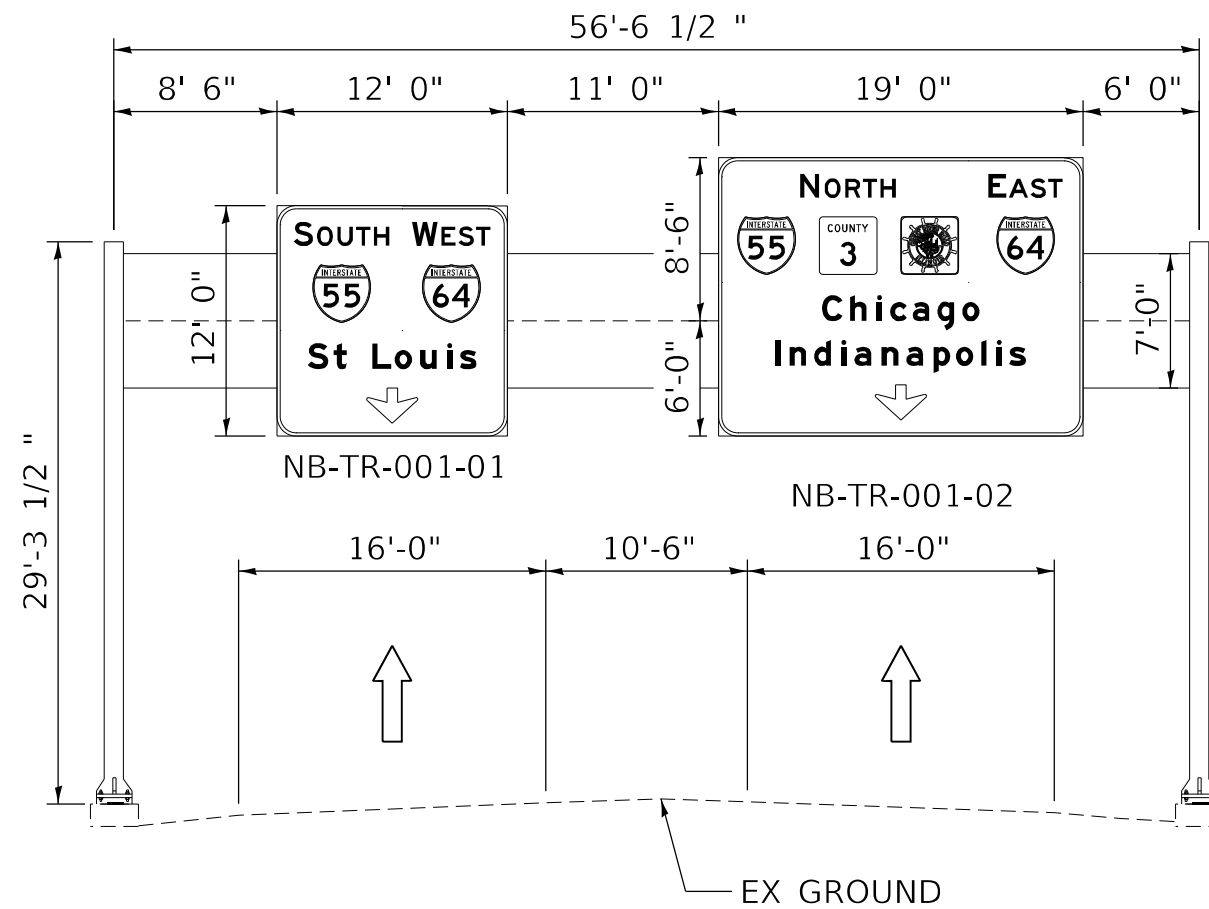 56'-6 1/2 "
8' 6" 12' 0" 11' 0" 19' 0" 6' 0"
NORTH EAST
INTERSTATE 55 COUNTY 3 ILLINOIS INTERSTATE 64
Chicago
Indianapolis
SOUTH WEST
INTERSTATE 55 INTERSTATE 64
St Louis
12' 0"
8'-6"
6'-0"
7'-0"
29'-3 1/2 "
NB-TR-001-01
NB-TR-001-02
16'-0" 10'-6" 16'-0"
EX GROUND